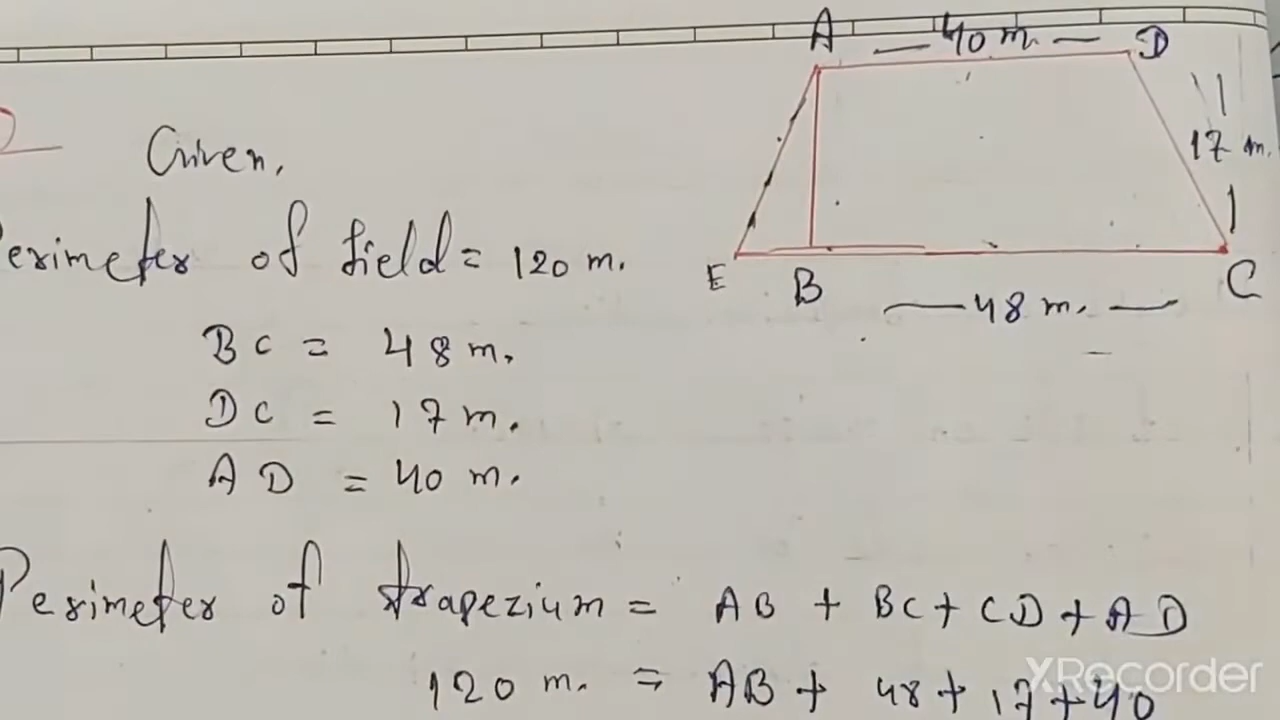 A — 40 m. — D
Given,
17 m.
Perimeter of field = 120 m.
E B C
— 48 m. —
BC = 48 m.
DC = 17 m.
AD = 40 m.
Perimeter of trapezium = AB + BC + CD + AD
120 m. = AB + 48 + 17 + 40
XRecorder